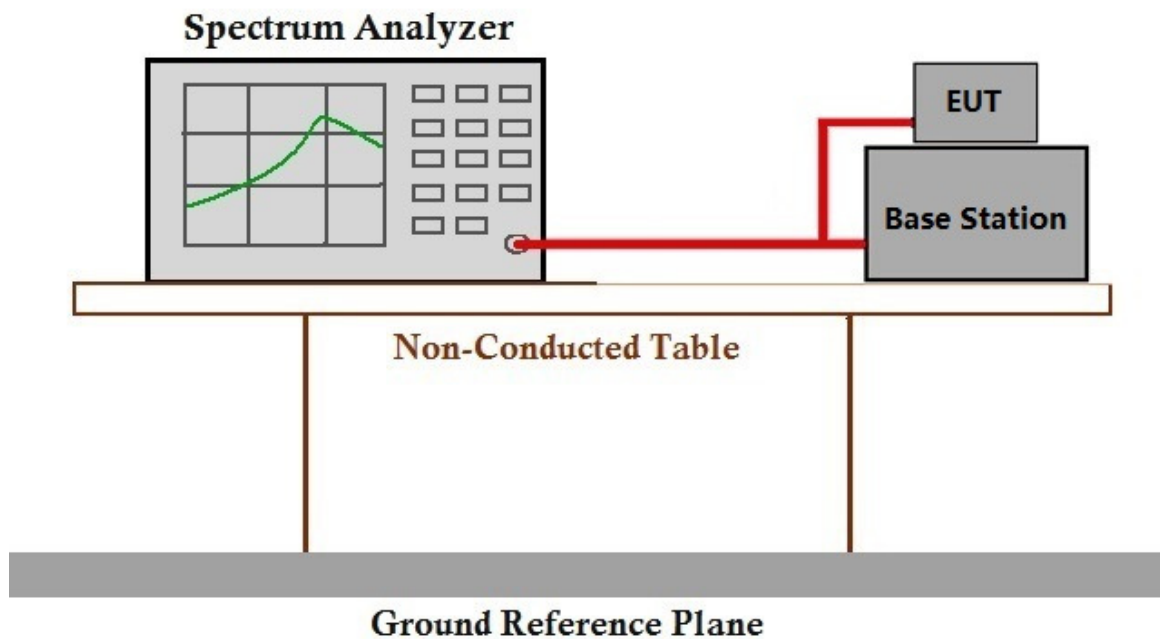 Spectrum Analyzer
EUT
Base Station
Non-Conducted Table
Ground Reference Plane